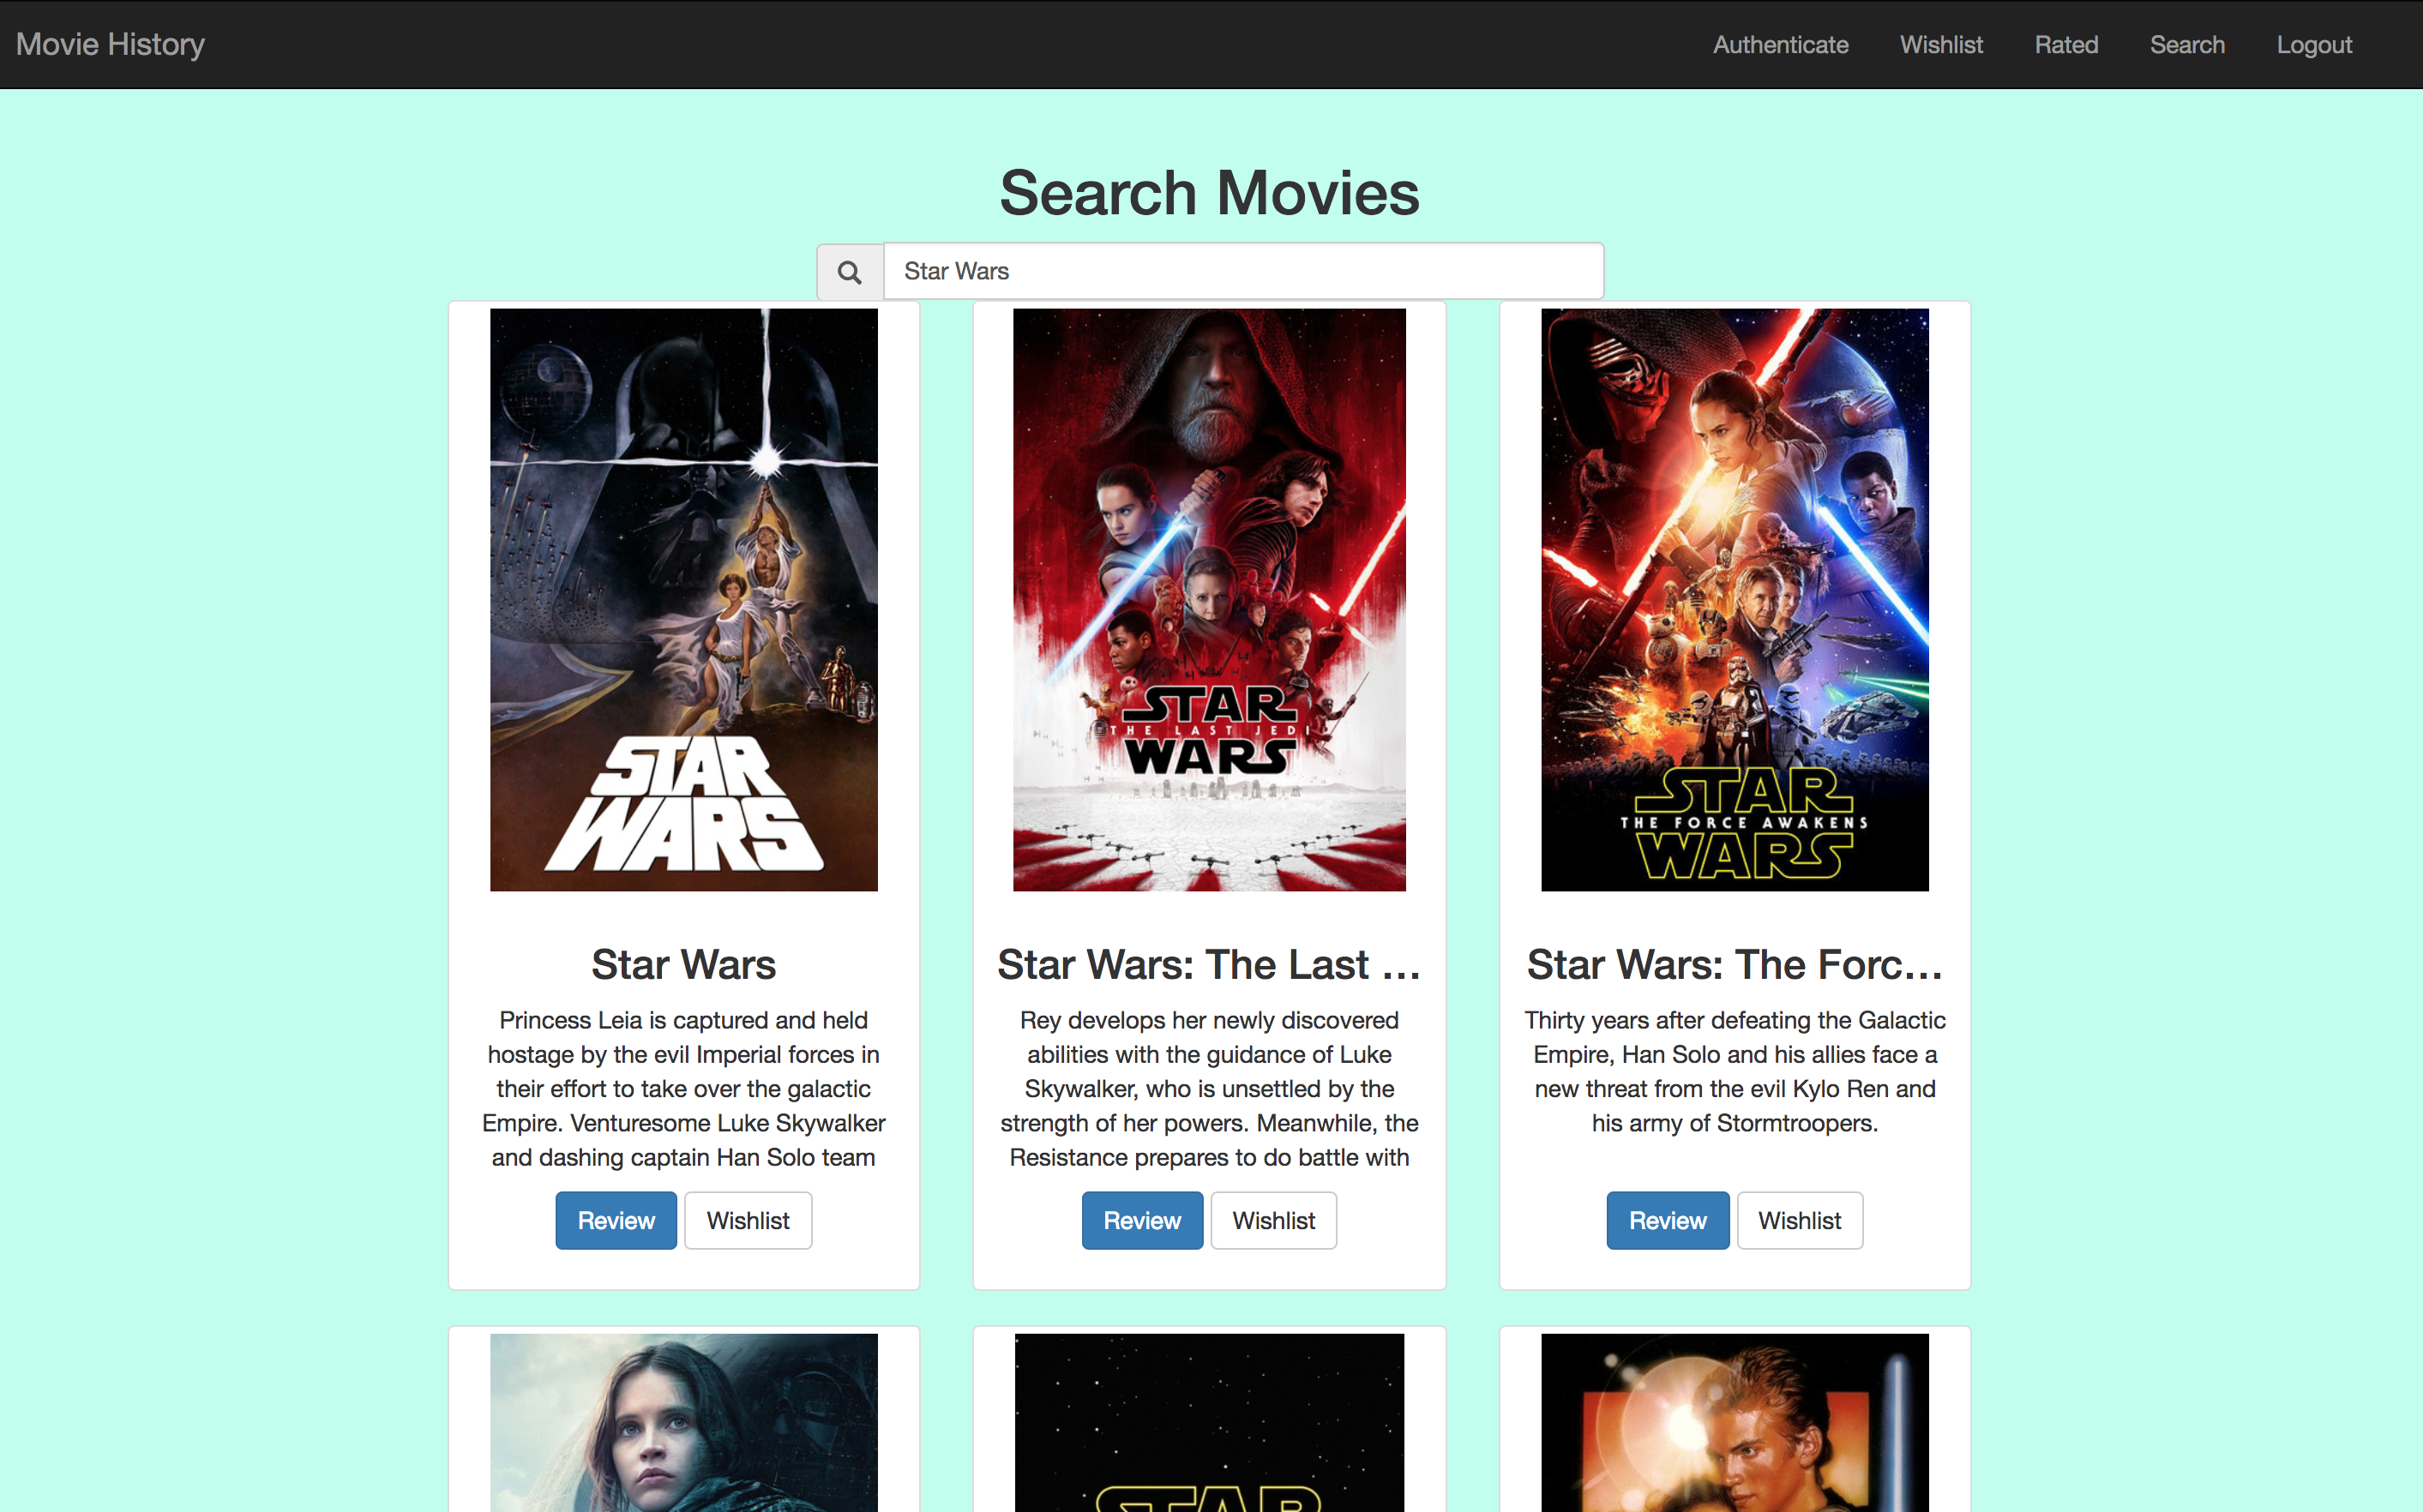 Movie History
Authenticate
Wishlist
Rated
Search
Logout
Search Movies
Star Wars
STAR
WARS
Star Wars
Princess Leia is captured and held
hostage by the evil Imperial forces in
their effort to take over the galactic
Empire. Venturesome Luke Skywalker
and dashing captain Han Solo team
Review
Wishlist
STAR
THE LAST JEDI
WARS
Star Wars: The Last ...
Rey develops her newly discovered
abilities with the guidance of Luke
Skywalker, who is unsettled by the
strength of her powers. Meanwhile, the
Resistance prepares to do battle with
Review
Wishlist
STAR
THE FORCE AWAKENS
WARS
Star Wars: The Forc...
Thirty years after defeating the Galactic
Empire, Han Solo and his allies face a
new threat from the evil Kylo Ren and
his army of Stormtroopers.
Review
Wishlist
STAR